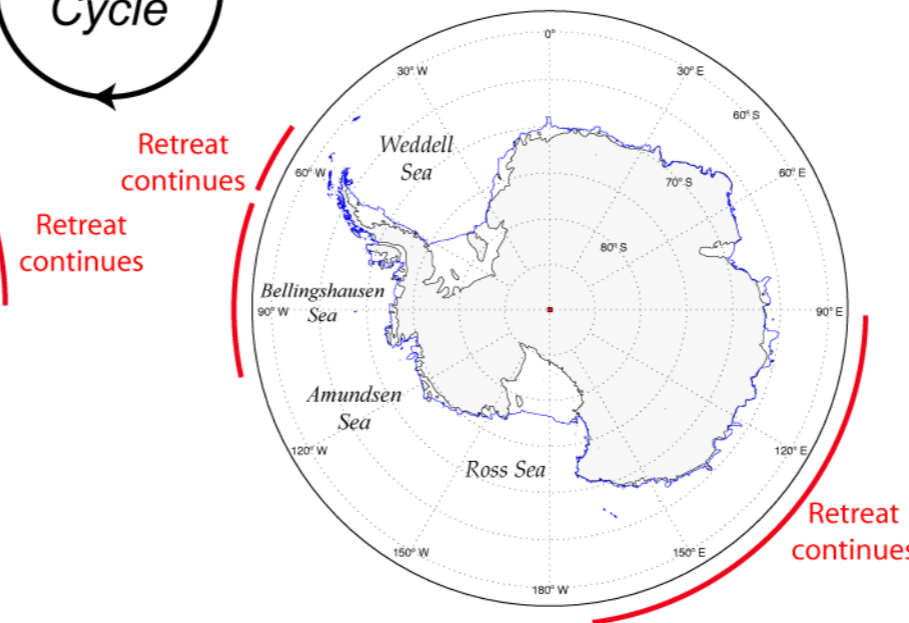 Cycle
0°
30° W
30° E
60° S
Retreat
continues
Weddell
Sea
60° W
60° E
70° S
Retreat
continues
80° S
Bellingshausen
Sea
90° W
90° E
Amundsen
Sea
120° W
120° E
Ross Sea
Retreat
continues
150° W
150° E
180° W